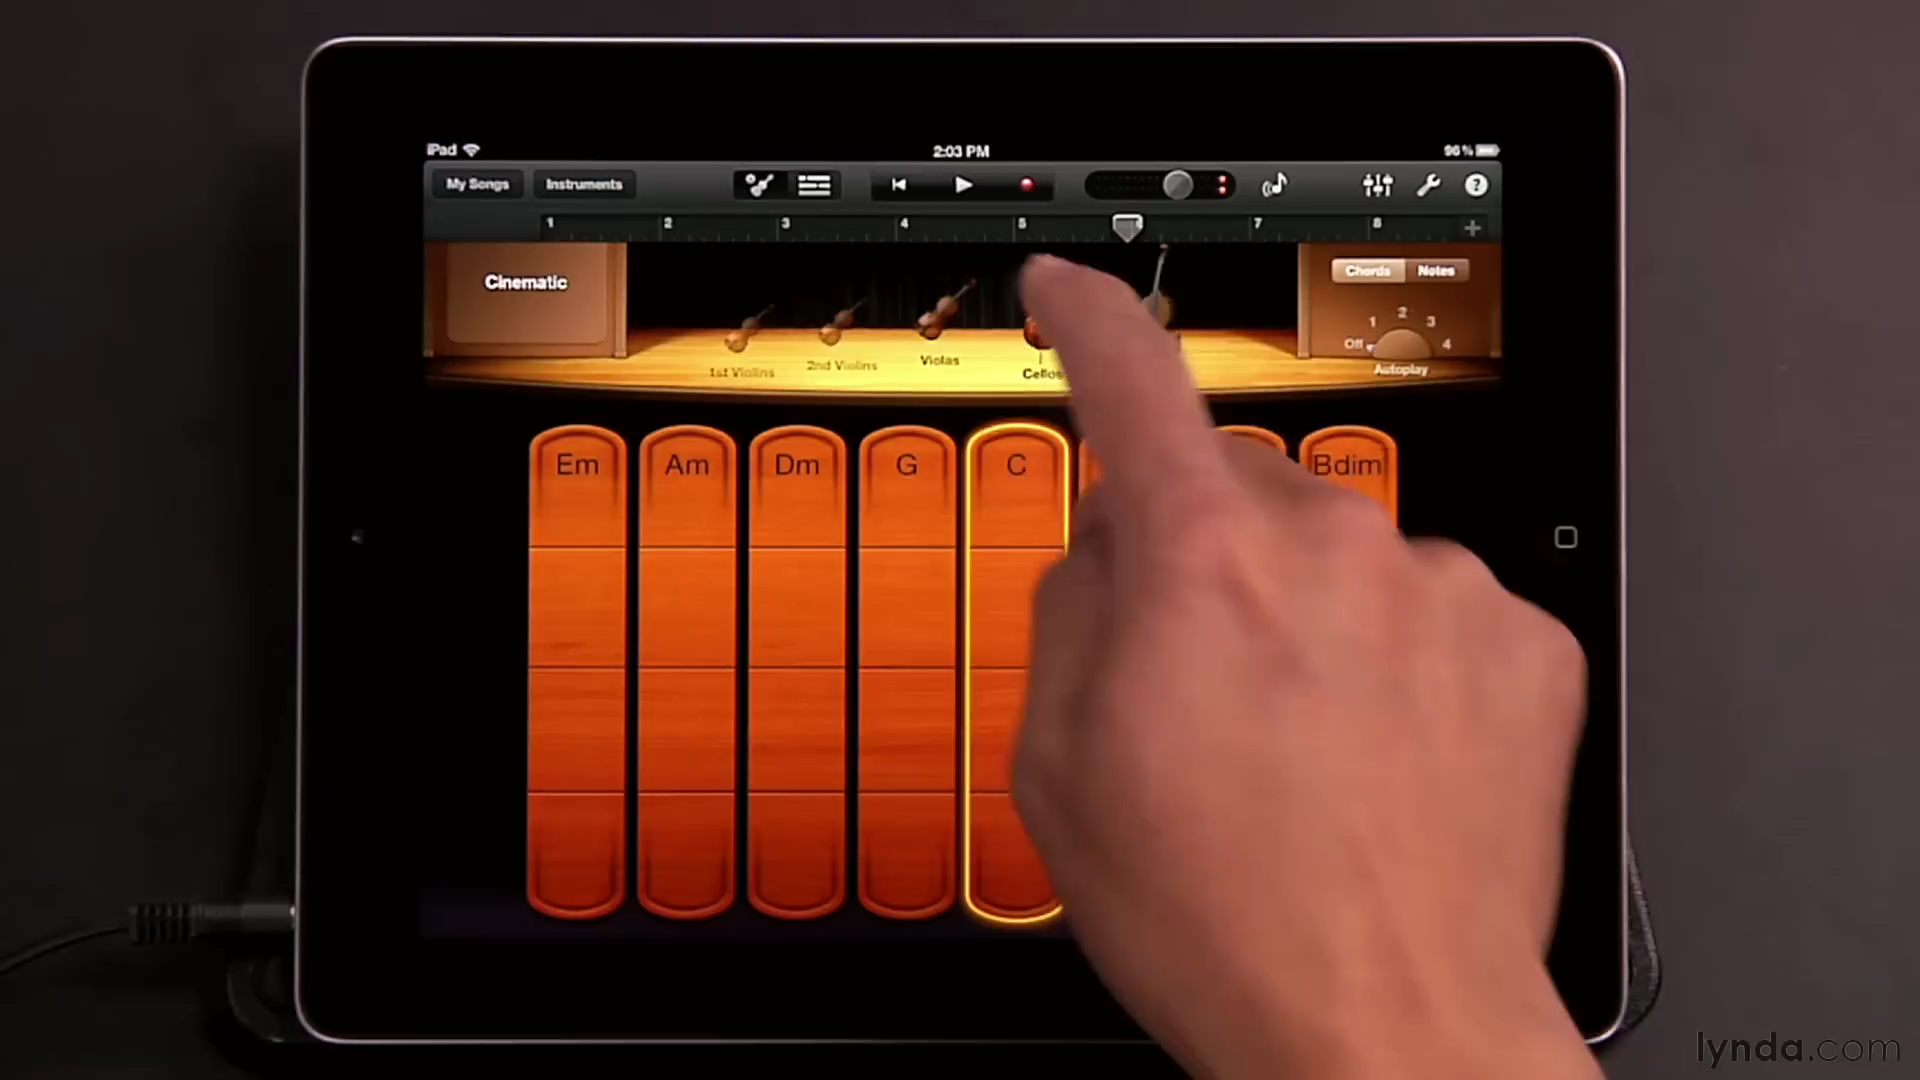 iPad 2:03 PM 96%
My Songs Instruments ?
1 2 3 4 5 7 8 +
Cinematic
Chords Notes
1st Violins 2nd Violins Violas Cellos
Off 1 2 3 4
Autoplay
Em Am Dm G C Bdim
lynda.com